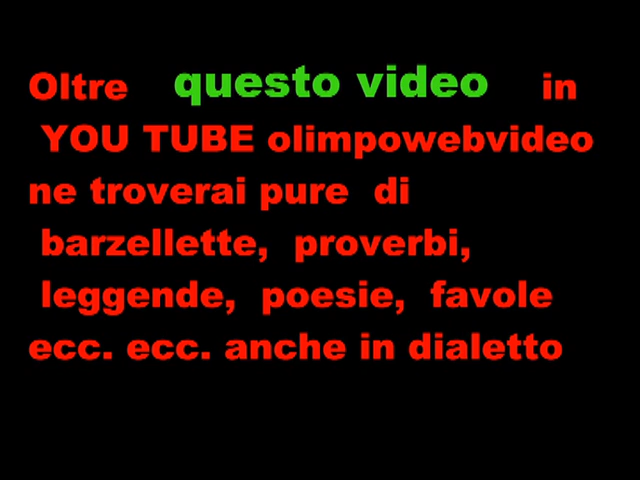 Oltre questo video in
YOU TUBE olimpowebvideo
ne troverai pure di
barzellette, proverbi,
leggende, poesie, favole
ecc. ecc. anche in dialetto